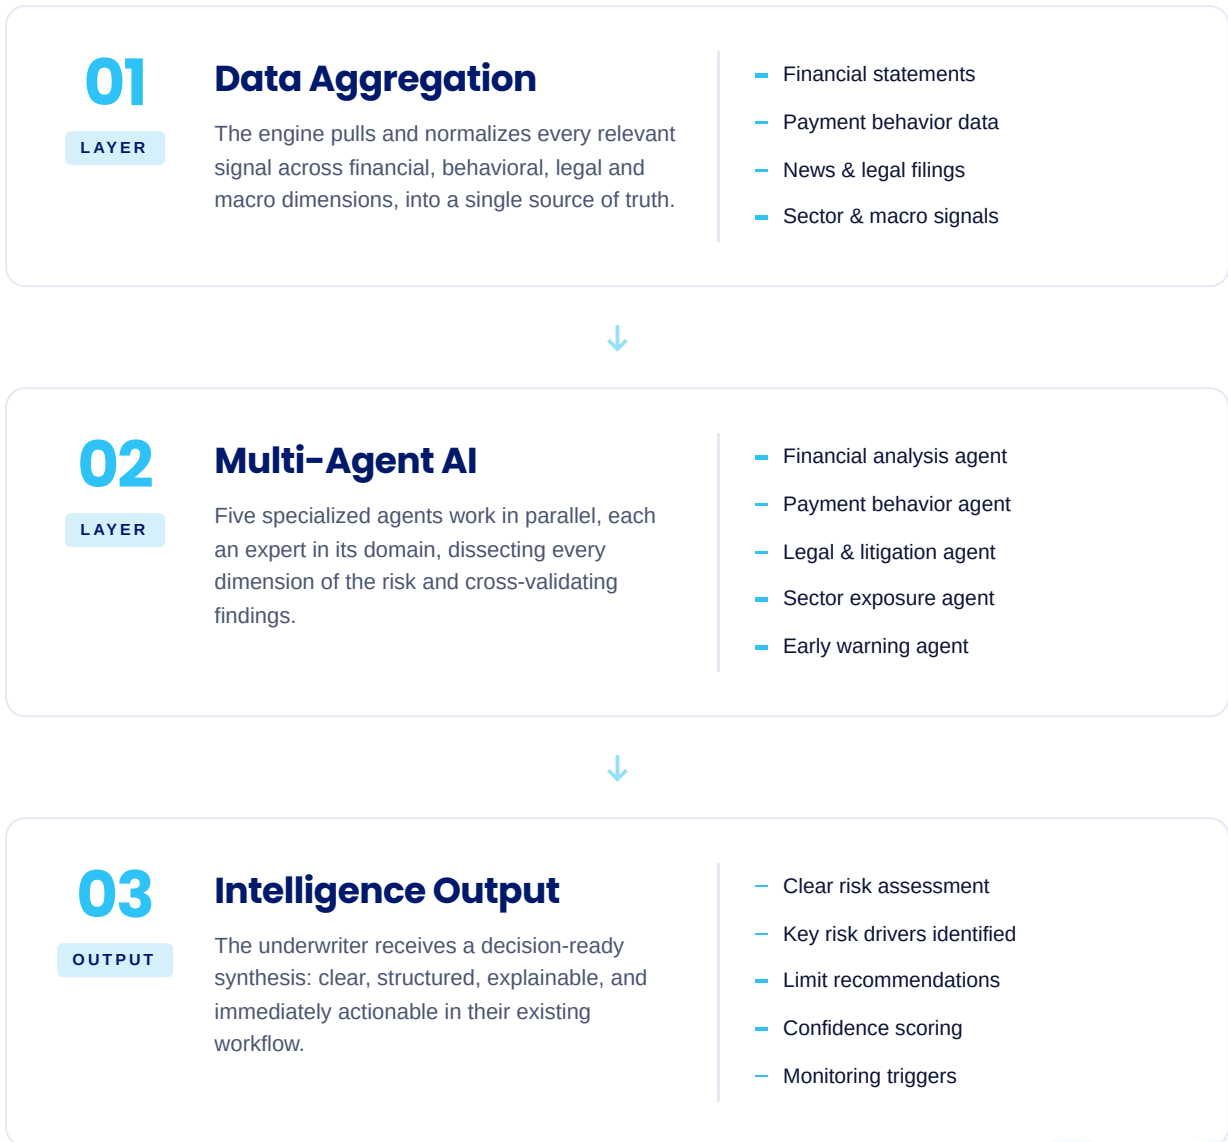 01
LAYER
Data Aggregation
The engine pulls and normalizes every relevant
signal across financial, behavioral, legal and
macro dimensions, into a single source of truth.
Financial statements
Payment behavior data
News & legal filings
Sector & macro signals
02
LAYER
Multi-Agent AI
Five specialized agents work in parallel, each
an expert in its domain, dissecting every
dimension of the risk and cross-validating
findings.
Financial analysis agent
Payment behavior agent
Legal & litigation agent
Sector exposure agent
Early warning agent
03
OUTPUT
Intelligence Output
The underwriter receives a decision-ready
synthesis: clear, structured, explainable, and
immediately actionable in their existing
workflow.
Clear risk assessment
Key risk drivers identified
Limit recommendations
Confidence scoring
Monitoring triggers